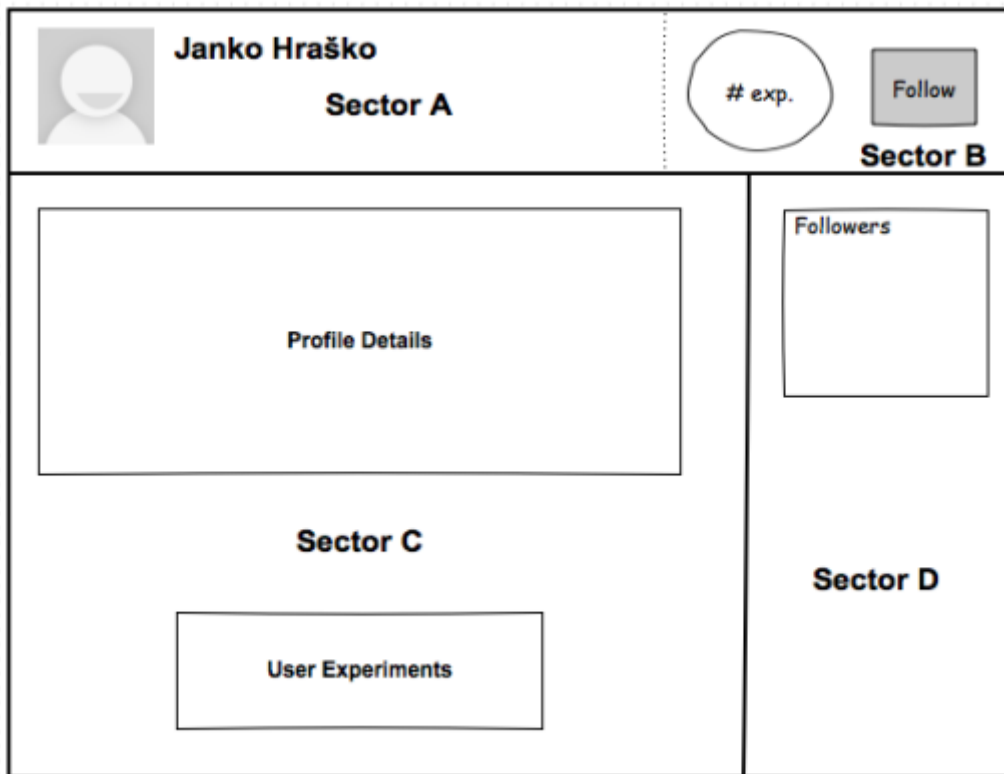 Janko Hraško
Sector A
# exp.
Follow
Sector B
Profile Details
Sector C
User Experiments
Followers
Sector D